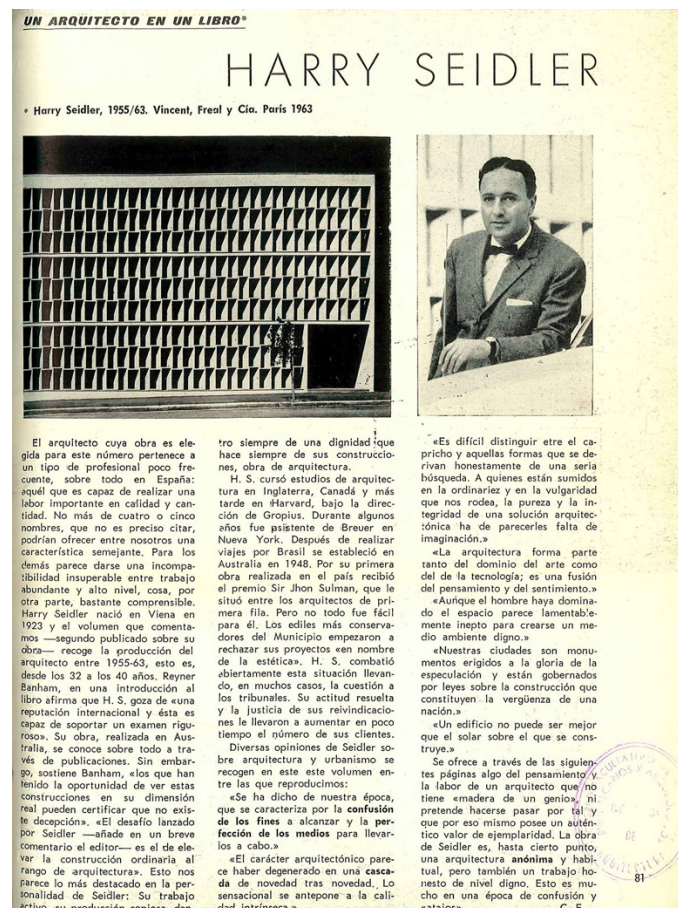 UN ARQUITECTO EN UN LIBRO*
HARRY SEIDLER
* Harry Seidler, 1955/63. Vincent, Freal y Cía. París 1963
El arquitecto cuya obra es ele-
gida para este número pertenece a
un tipo de profesional poco fre-
cuente, sobre todo en España:
aquél que es capaz de realizar una
labor importante en calidad y can-
tidad. No más de cuatro o cinco
nombres, que no es preciso citar,
podrían ofrecer entre nosotros una
característica semejante. Para los
demás parece darse una incompa-
tibilidad insuperable entre trabajo
abundante y alto nivel, cosa, por
otra parte, bastante comprensible.
Harry Seidler nació en Viena en
1923 y el volumen que comenta-
mos —segundo publicado sobre su
obra— recoge la producción del
arquitecto entre 1955-63, esto es,
desde los 32 a los 40 años. Reyner
Banham, en una introducción al
libro afirma que H. S. goza de «una
reputación internacional y ésta es
capaz de soportar un examen rigu-
roso». Su obra, realizada en Aus-
tralia, se conoce sobre todo a tra-
vés de publicaciones. Sin embar-
go, sostiene Banham, «los que han
tenido la oportunidad de ver estas
construcciones en su dimensión
real pueden certificar que no exis-
te decepción». «El desafío lanzado
por Seidler —añade en un breve
comentario el editor— es el de ele-
var la construcción ordinaria al
rango de arquitectura». Esto nos
parece lo más destacado en la per-
sonalidad de Seidler: Su trabajo
activo, su producción copiosa, den-
tro siempre de una dignidad que
hace siempre de sus construccio-
nes, obra de arquitectura.
H. S. cursó estudios de arquitec-
tura en Inglaterra, Canadá y más
tarde en Harvard, bajo la direc-
ción de Gropius. Durante algunos
años fue asistente de Breuer en
Nueva York. Después de realizar
viajes por Brasil se estableció en
Australia en 1948. Por su primera
obra realizada en el país recibió
el premio Sir Jhon Sulman, que le
situó entre los arquitectos de pri-
mera fila. Pero no todo fue fácil
para él. Los ediles más conserva-
dores del Municipio empezaron a
rechazar sus proyectos «en nombre
de la estética». H. S. combatió
abiertamente esta situación llevan-
do, en muchos casos, la cuestión a
los tribunales. Su actitud resuelta
y la justicia de sus reivindicacio-
nes le llevaron a aumentar en poco
tiempo el número de sus clientes.
Diversas opiniones de Seidler so-
bre arquitectura y urbanismo se
recogen en este este volumen en-
tre las que reproducimos:
«Se ha dicho de nuestra época,
que se caracteriza por la confusión
de los fines a alcanzar y la per-
fección de los medios para llevar-
los a cabo.»
«El carácter arquitectónico pare-
ce haber degenerado en una casca-
da de novedad tras novedad. Lo
sensacional se antepone a la cali-
dad intrínseca.»
«Es difícil distinguir etre el ca-
pricho y aquellas formas que se de-
rivan honestamente de una seria
búsqueda. A quienes están sumidos
en la ordinariez y en la vulgaridad
que nos rodea, la pureza y la in-
tegridad de una solución arquitec-
tónica ha de parecerles falta de
imaginación.»
«La arquitectura forma parte
tanto del dominio del arte como
del de la tecnología; es una fusión
del pensamiento y del sentimiento.»
«Aunque el hombre haya domina-
do el espacio parece lamentable-
mente inepto para crearse un me-
dio ambiente digno.»
«Nuestras ciudades son monu-
mentos erigidos a la gloria de la
especulación y están gobernados
por leyes sobre la construcción que
constituyen la vergüenza de una
nación.»
«Un edificio no puede ser mejor
que el solar sobre el que se cons-
truye.»
Se ofrece a través de las siguien-
tes páginas algo del pensamiento y
la labor de un arquitecto que no
tiene «madera de un genio», ni
pretende hacerse pasar por tal y
que por eso mismo posee un autén-
tico valor de ejemplaridad. La obra
de Seidler es, hasta cierto punto,
una arquitectura anónima y habi-
tual, pero también un trabajo ho-
nesto de nivel digno. Esto es mu-
cho en una época de confusión y
«atajos».
C. F.
81